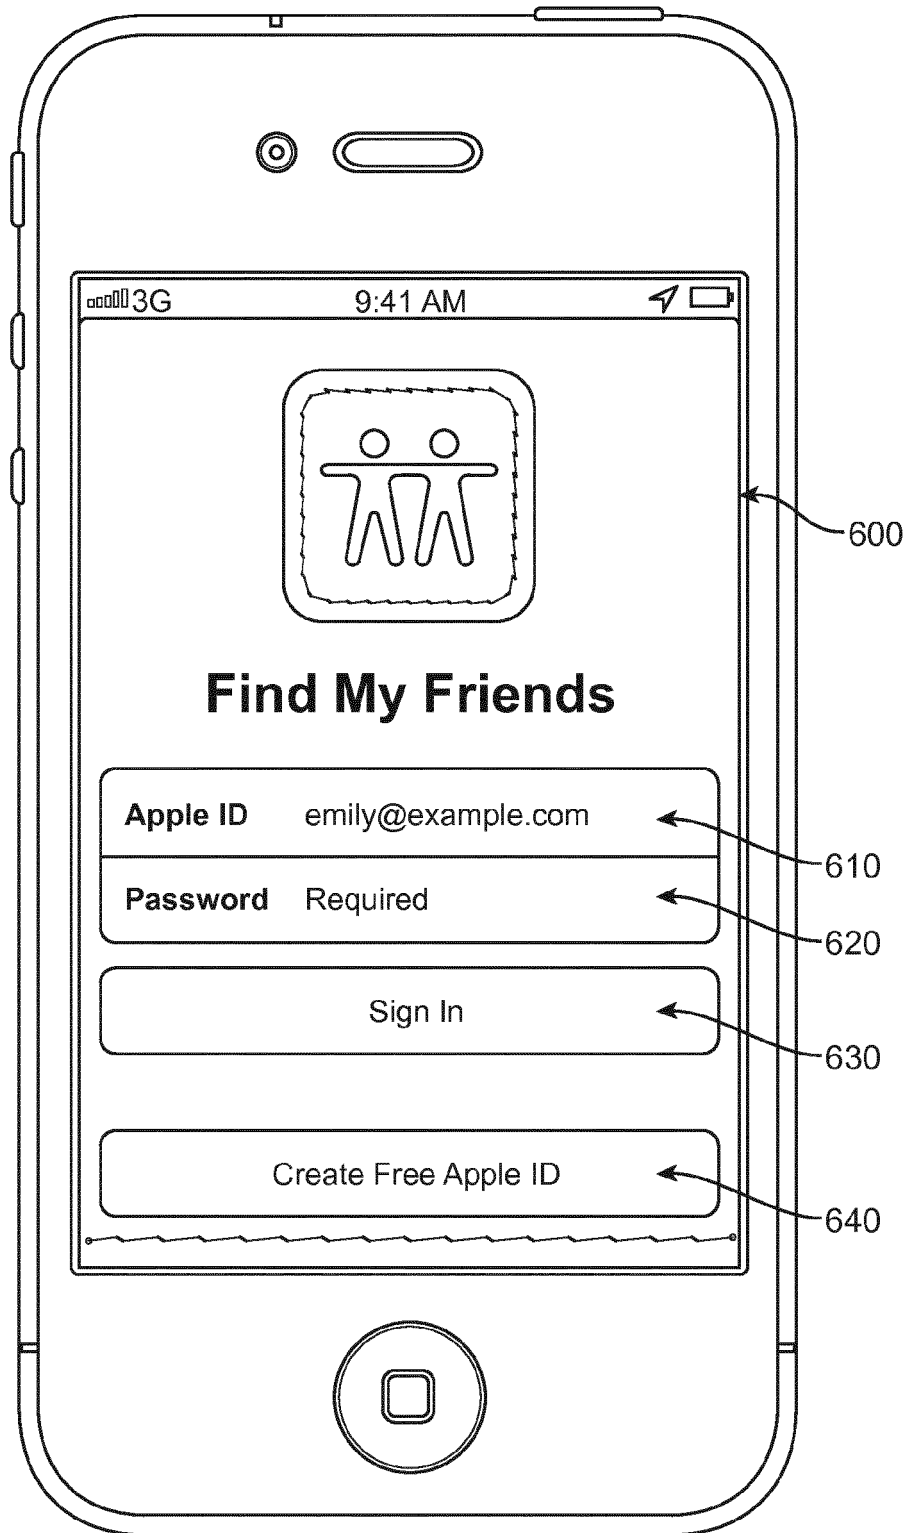 3G 9:41 AM
600
Find My Friends
Apple ID emily@example.com
610
Password Required
620
Sign In
630
Create Free Apple ID
640